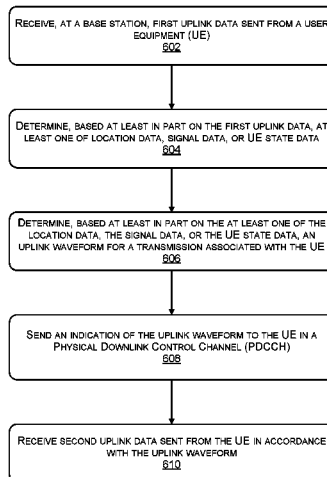 RECEIVE, AT A BASE STATION, FIRST UPLINK DATA SENT FROM A USER
EQUIPMENT (UE)
602
DETERMINE, BASED AT LEAST IN PART ON THE FIRST UPLINK DATA, AT
LEAST ONE OF LOCATION DATA, SIGNAL DATA, OR UE STATE DATA
604
DETERMINE, BASED AT LEAST IN PART ON THE AT LEAST ONE OF THE
LOCATION DATA, THE SIGNAL DATA, OR THE UE STATE DATA, AN
UPLINK WAVEFORM FOR A TRANSMISSION ASSOCIATED WITH THE UE
606
SEND AN INDICATION OF THE UPLINK WAVEFORM TO THE UE IN A
PHYSICAL DOWNLINK CONTROL CHANNEL (PDCCH)
608
RECEIVE SECOND UPLINK DATA SENT FROM THE UE IN ACCORDANCE
WITH THE UPLINK WAVEFORM
610